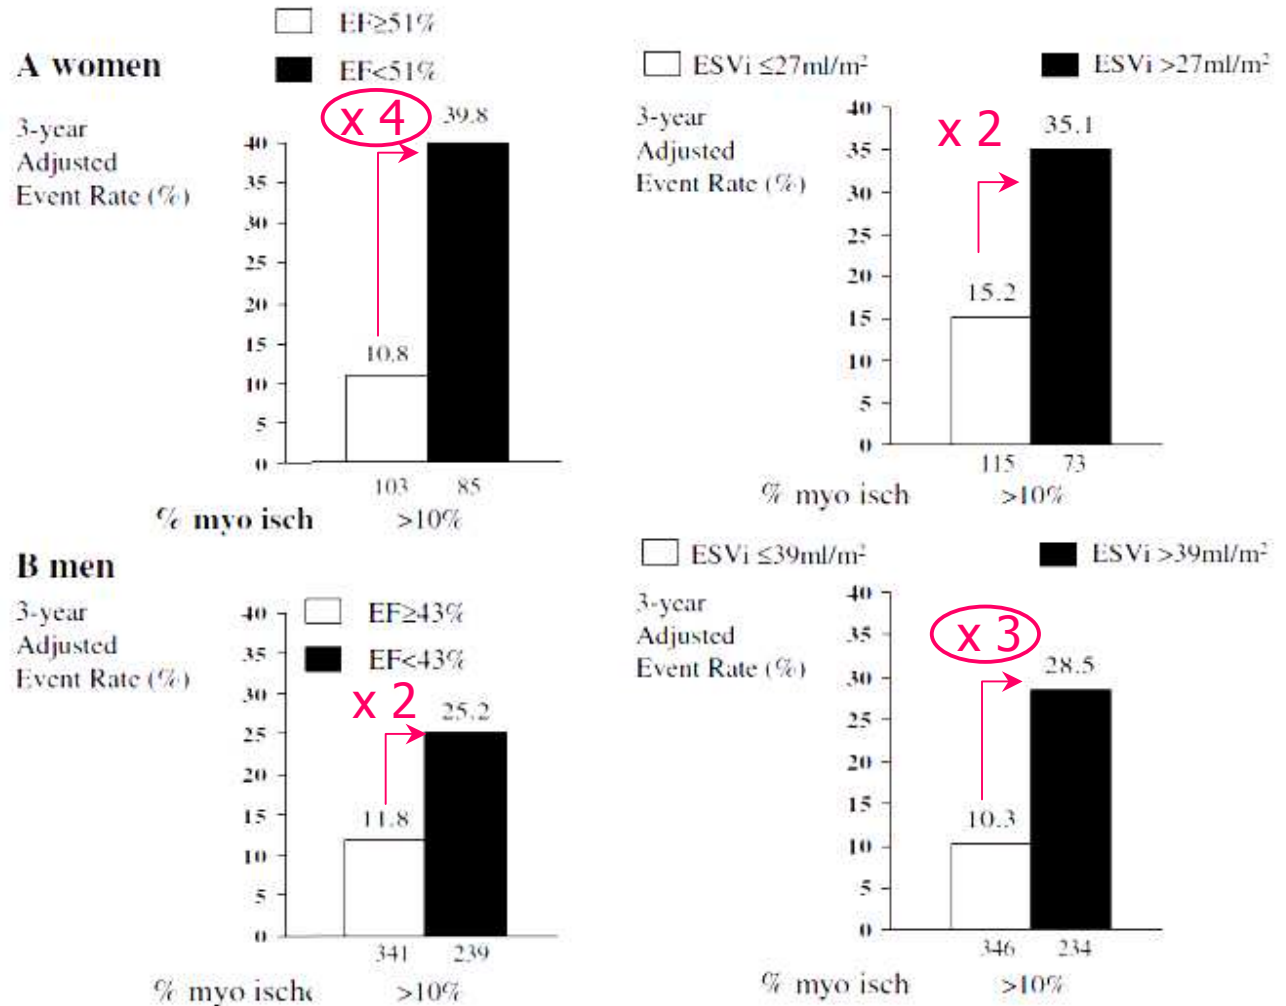 EF≥51%
A women
EF<51%
3-year
Adjusted
Event Rate (%)
x 4
39.8
40
35
30
25
20
15
10
5
0
10.8
103 85
% myo isch >10%
ESVi ≤27ml/m²
ESVi >27ml/m²
3-year
Adjusted
Event Rate (%)
x 2
35.1
40
35
30
25
20
15
10
5
0
15.2
115 73
% myo isch >10%
B men
3-year
Adjusted
Event Rate (%)
EF≥43%
EF<43%
x 2
25.2
40
35
30
25
20
15
10
5
0
11.8
341 239
% myo ische >10%
ESVi ≤39ml/m²
ESVi >39ml/m²
3-year
Adjusted
Event Rate (%)
x 3
28.5
40
35
30
25
20
15
10
5
0
10.3
346 234
% myo isch >10%